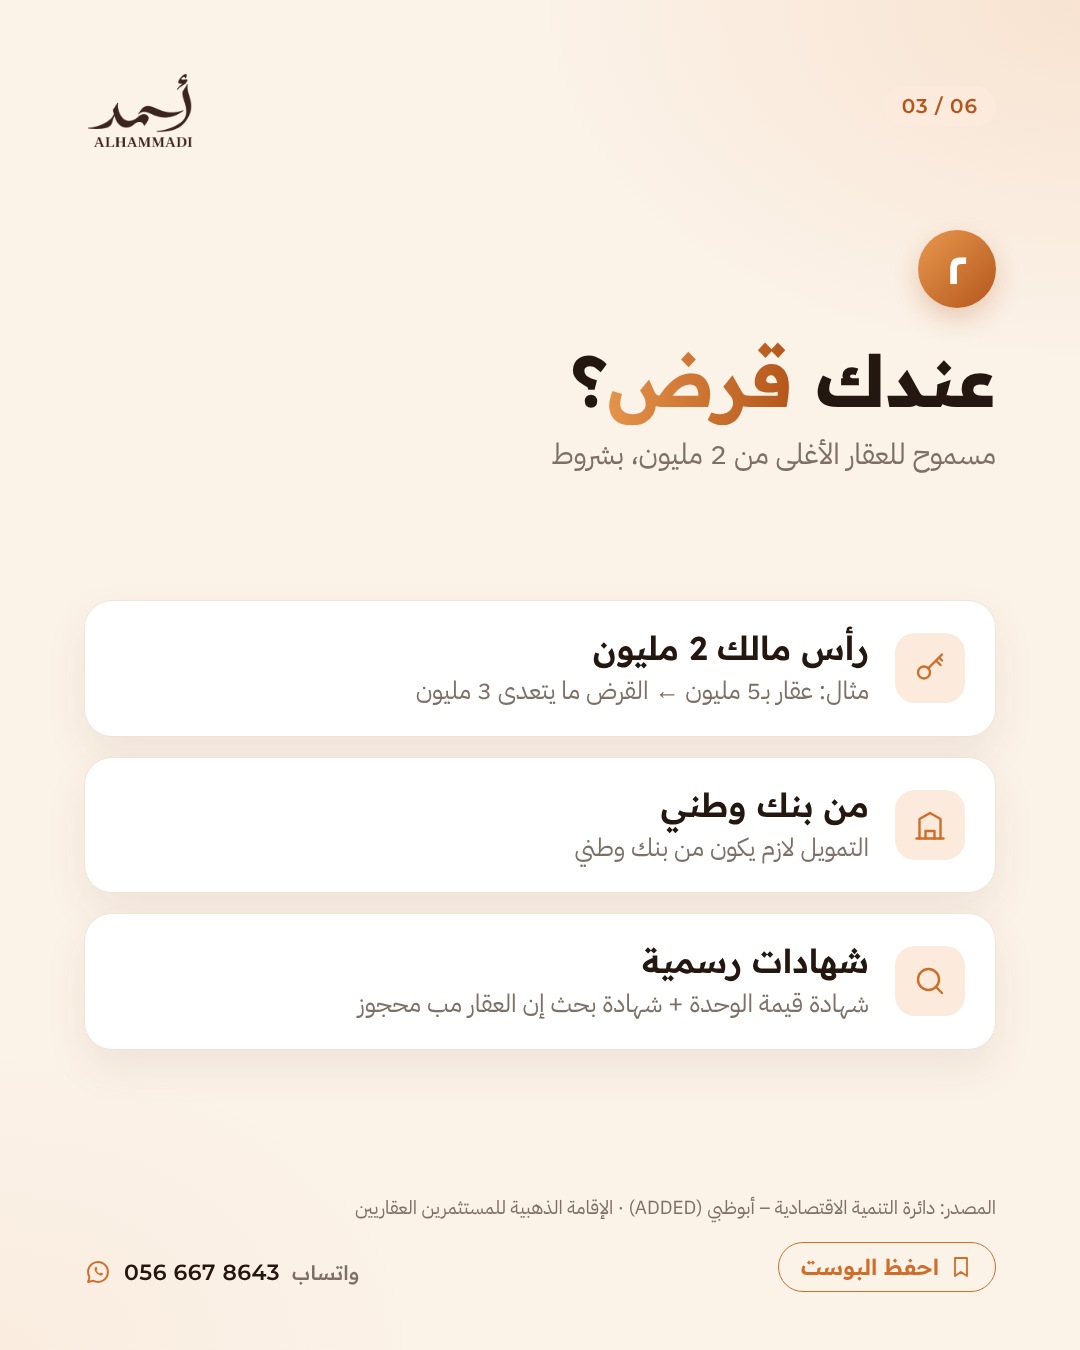 أحمد
ALHAMMADI
03 / 06
٢
عندك قرض؟
مسموح للعقار الأغلى من 2 مليون، بشروط
رأس مالك 2 مليون
مثال: عقار بـ5 مليون ← القرض ما يتعدى 3 مليون
من بنك وطني
التمويل لازم يكون من بنك وطني
شهادات رسمية
شهادة قيمة الوحدة + شهادة بحث إن العقار مب محجوز
المصدر: دائرة التنمية الاقتصادية – أبوظبي (ADDED) · الإقامة الذهبية للمستثمرين العقاريين
احفظ البوست
واتساب 056 667 8643